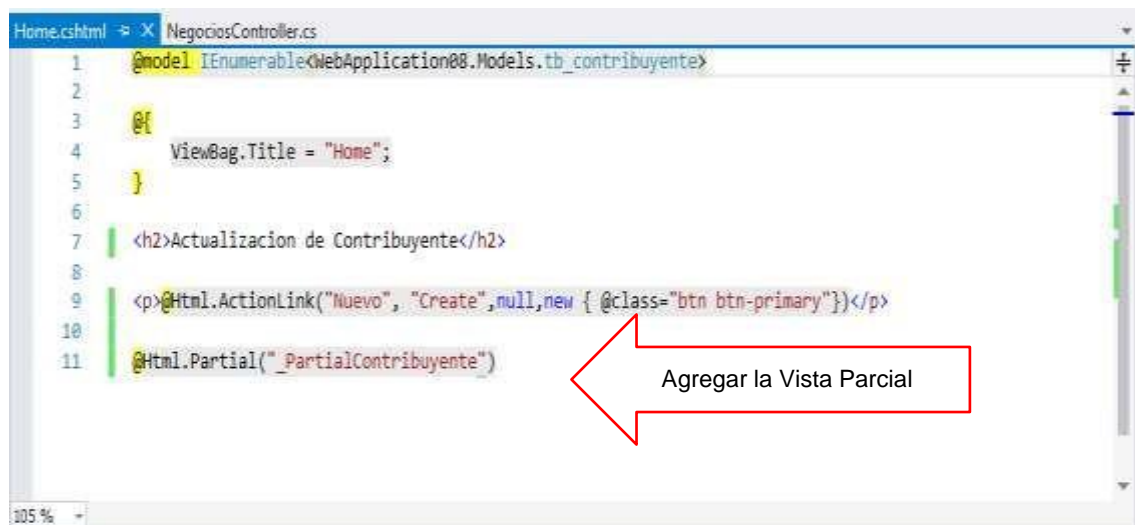 Home.cshtml NegociosController.cs
1 @model IEnumerable<WebApplication08.Models.tb_contribuyente>
2
3 @{
4 ViewBag.Title = "Home";
5 }
6
7 <h2>Actualizacion de Contribuyente</h2>
8
9 <p>@Html.ActionLink("Nuevo", "Create",null,new { @class="btn btn-primary"})</p>
10
11 @Html.Partial("_PartialContribuyente")
Agregar la Vista Parcial
105 %